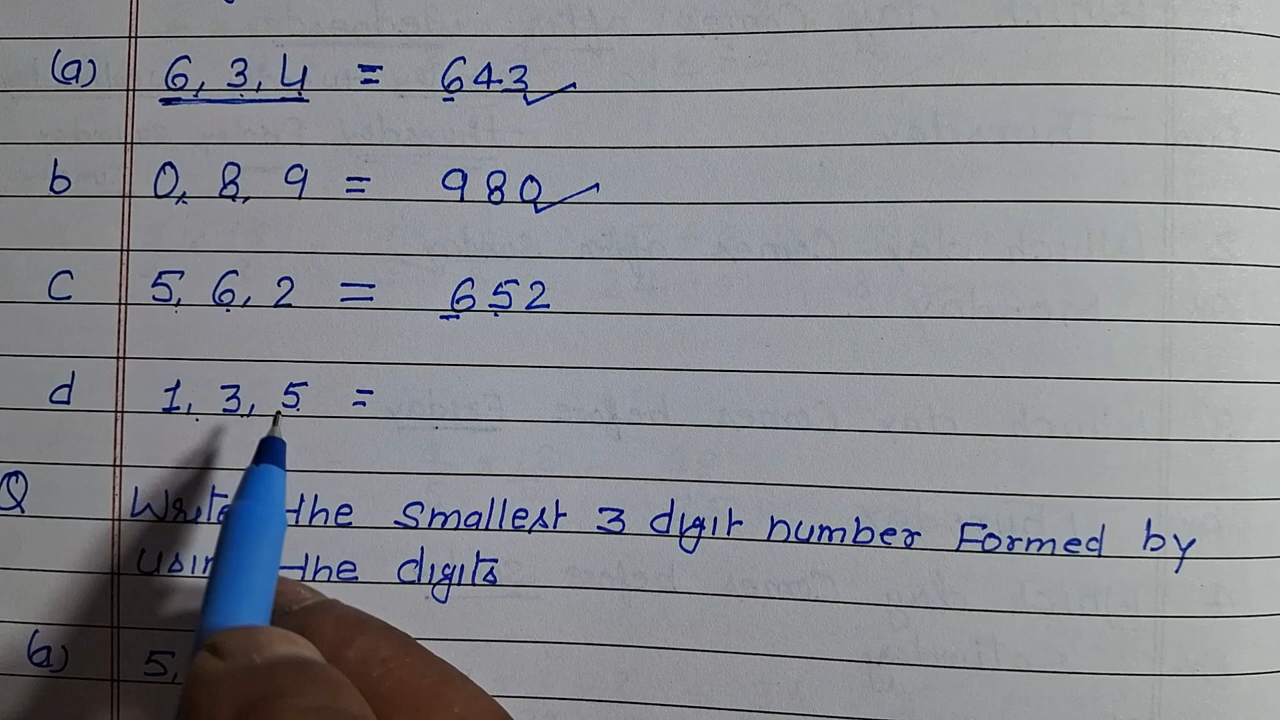 (a) 6, 3, 4 = 643
b 0, 8, 9 = 980
c 5, 6, 2 = 652
d 1, 3, 5 =
Q Write the Smallest 3 digit number Formed by
the digits
(a) 5,